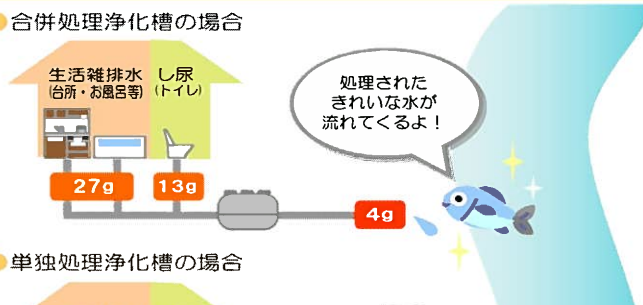 合併処理浄化槽の場合
生活雑排水
(台所・お風呂等)
し尿
(トイレ)
処理された
きれいな水が
流れてくるよ！
27g
13g
4g
単独処理浄化槽の場合